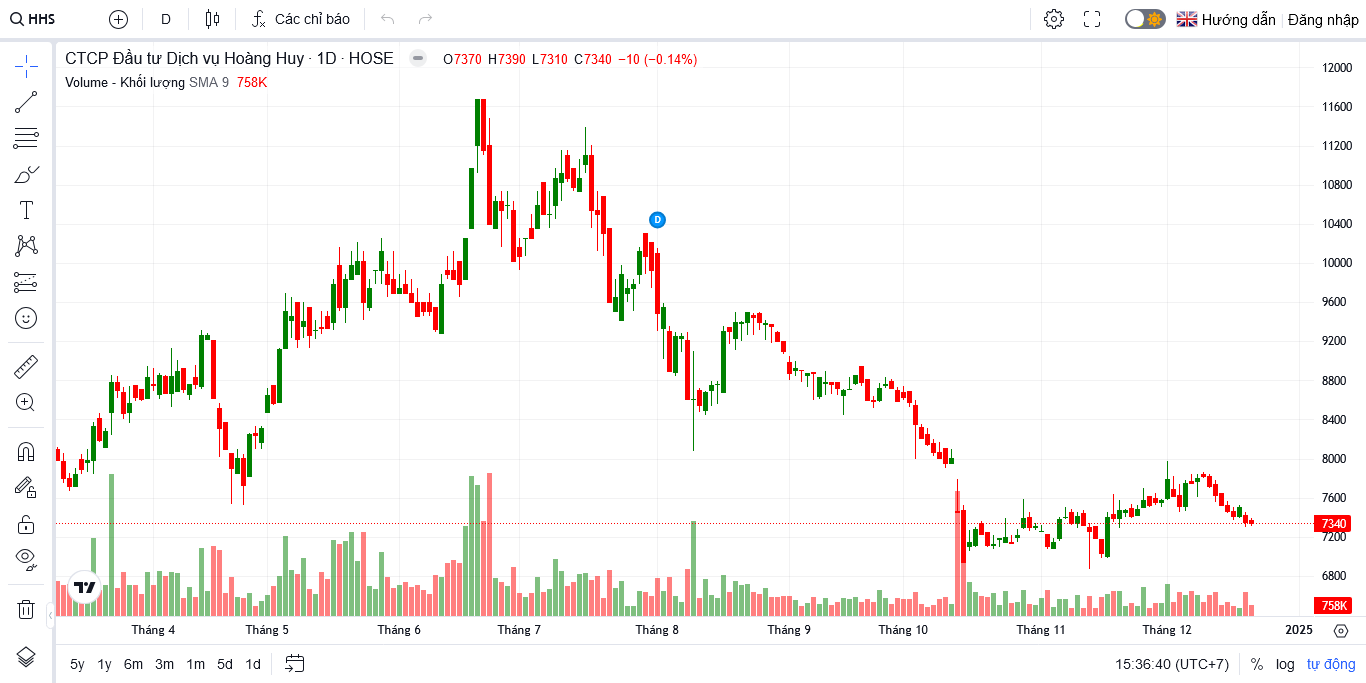 HHS D Các chỉ báo Hướng dẫn Đăng nhập
CTCP Đầu tư Dịch vụ Hoàng Huy · 1D · HOSE O7370 H7390 L7310 C7340 −10 (−0.14%)
Volume - Khối lượng SMA 9 758K
12000
11600
11200
10800
10400
D
10000
9600
9200
8800
8400
8000
7600
7340
7200
6800
758K
Tháng 4 Tháng 5 Tháng 6 Tháng 7 Tháng 8 Tháng 9 Tháng 10 Tháng 11 Tháng 12 2025
5y 1y 6m 3m 1m 5d 1d 15:36:40 (UTC+7) % log tự động